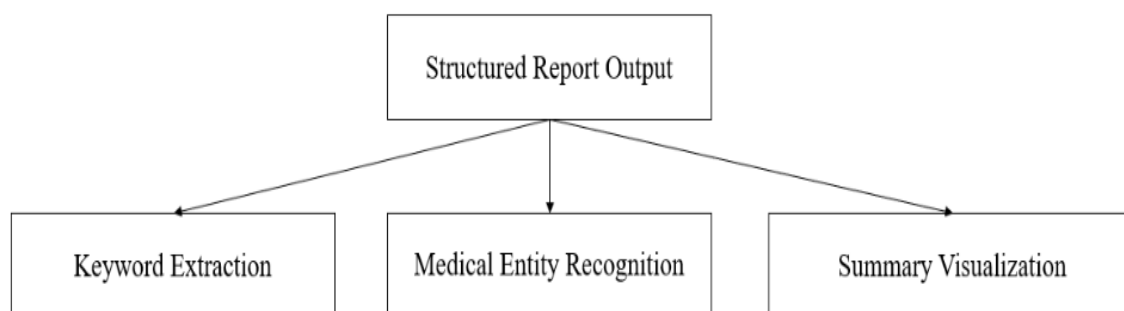 Structured Report Output
Keyword Extraction
Medical Entity Recognition
Summary Visualization